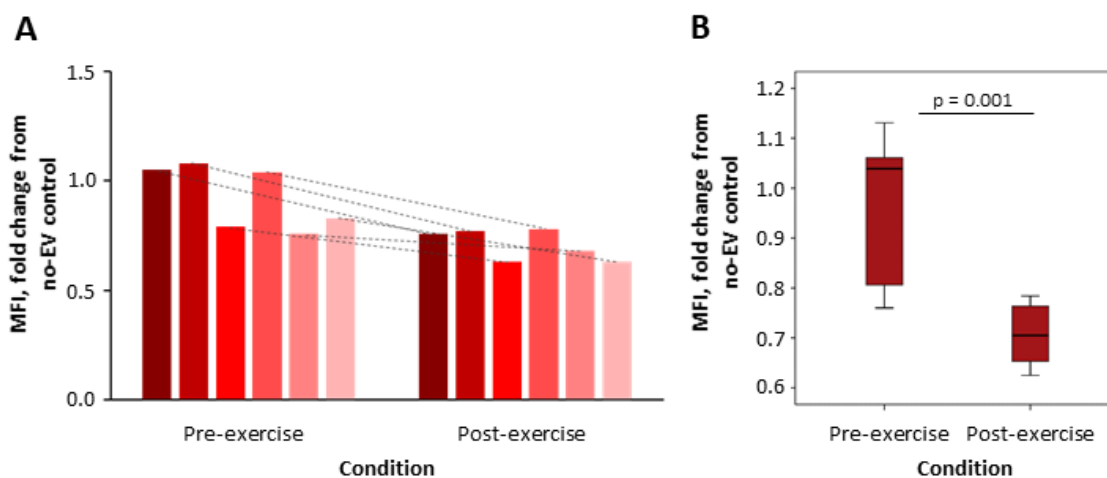 A
MFI, fold change from
no-EV control
1.5
1.0
0.5
0.0
Pre-exercise
Post-exercise
Condition
B
MFI, fold change from
no-EV control
1.2
1.1
1.0
0.9
0.8
0.7
0.6
p = 0.001
Pre-exercise
Post-exercise
Condition